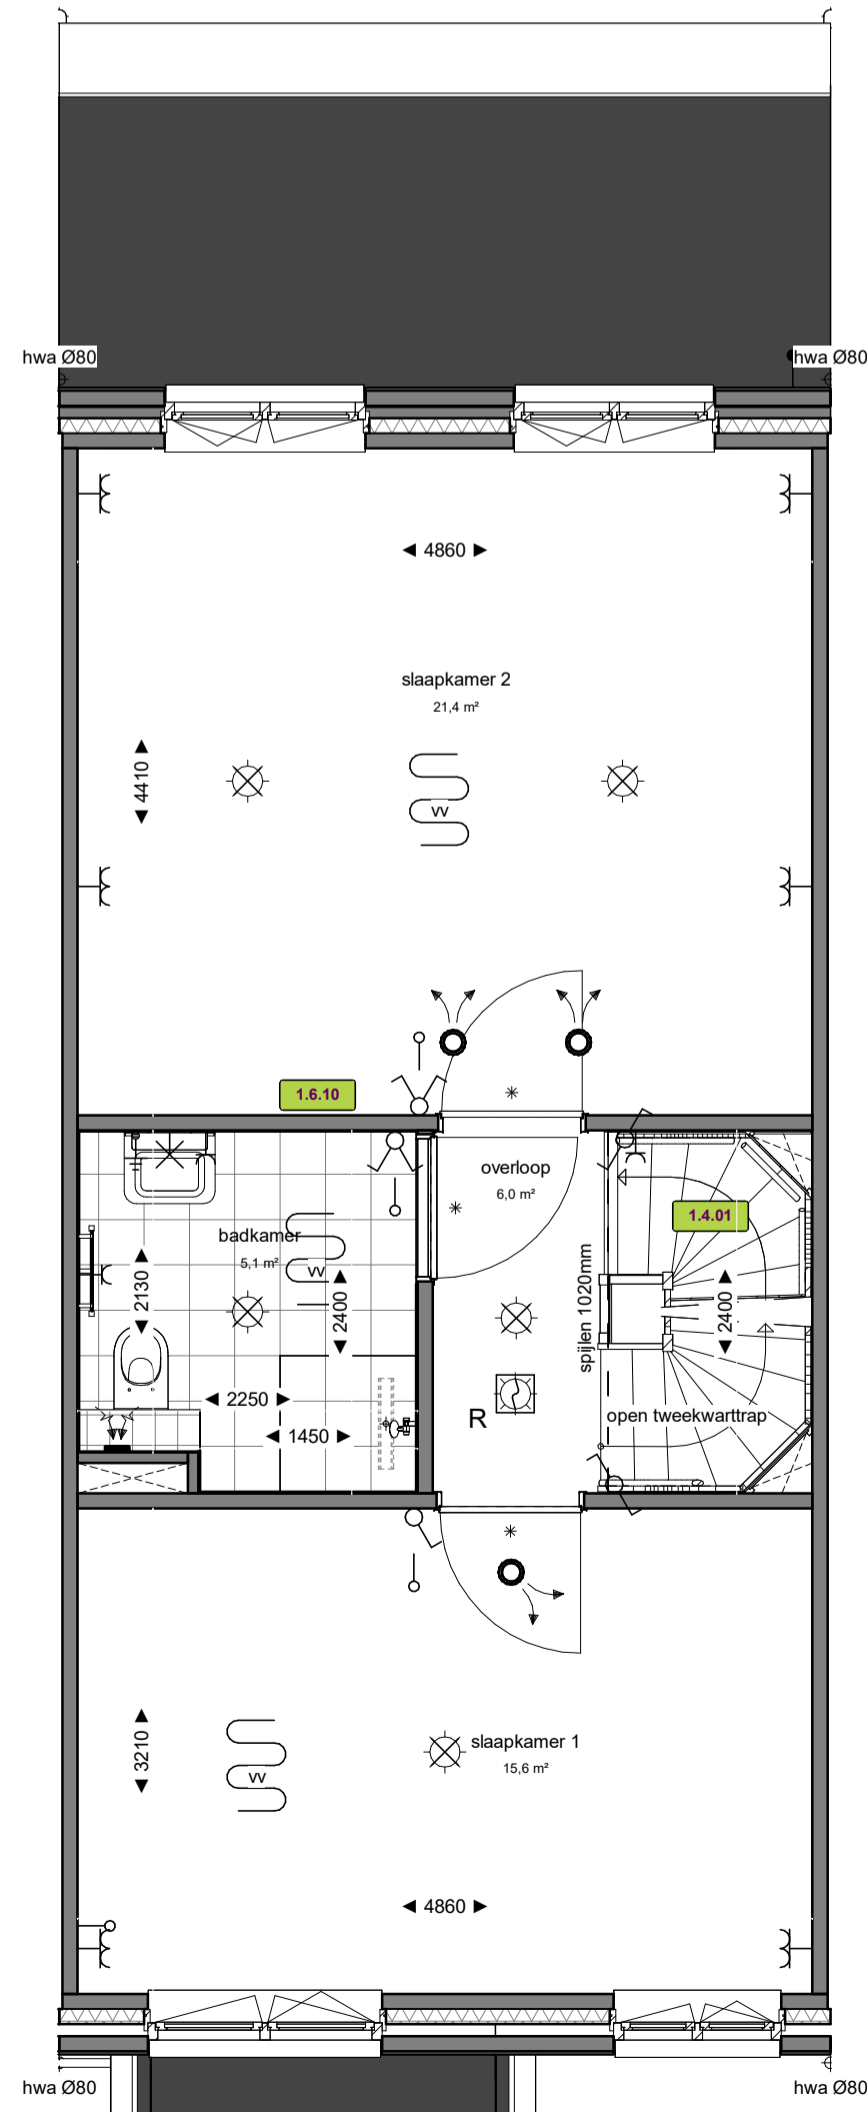 hwa Ø80
hwa Ø80
4860
slaapkamer 2
21,4 m²
4410
vv
1.6.10
overloop
6,0 m²
1.4.01
badkamer
5,1 m²
vv
2130
2400
spijlen 1020mm
2400
2250
1450
R
open tweekwarttrap
3210
slaapkamer 1
15,6 m²
vv
4860
hwa Ø80
hwa Ø80